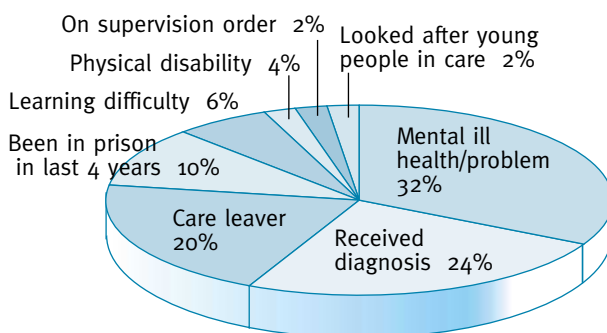 On supervision order 2%
Looked after young
people in care 2%
Physical disability 4%
Learning difficulty 6%
Been in prison
in last 4 years 10%
Mental ill
health/problem
32%
Care leaver
20%
Received
diagnosis 24%